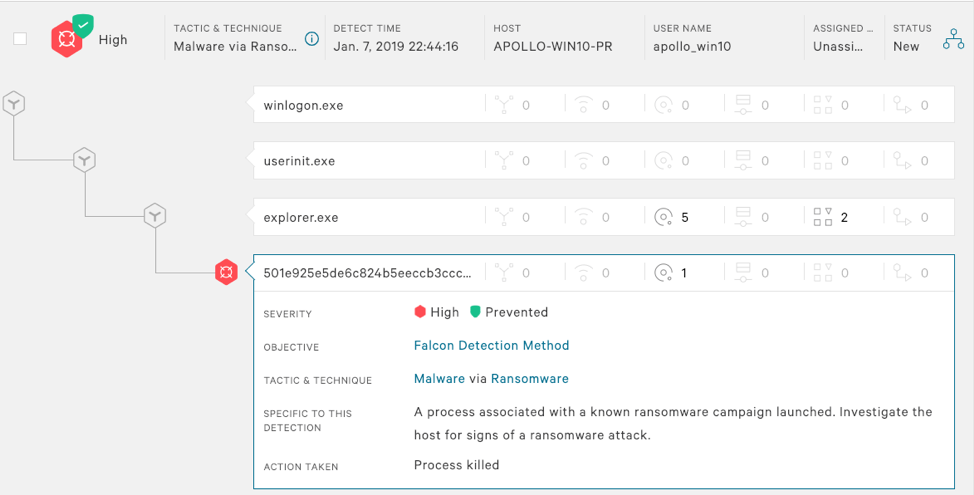 High
TACTIC & TECHNIQUE
Malware via Ranso...
DETECT TIME
Jan. 7, 2019 22:44:16
HOST
APOLLO-WIN10-PR
USER NAME
apollo_win10
ASSIGNED ...
Unassi...
STATUS
New
winlogon.exe 0 0 0 0 0 0
userinit.exe 0 0 0 0 0 0
explorer.exe 0 0 5 0 2 0
501e925e5de6c824b5eeccb3ccc... 0 0 1 0 0 0
SEVERITY High Prevented
OBJECTIVE Falcon Detection Method
TACTIC & TECHNIQUE Malware via Ransomware
SPECIFIC TO THIS
DETECTION
A process associated with a known ransomware campaign launched. Investigate the
host for signs of a ransomware attack.
ACTION TAKEN Process killed